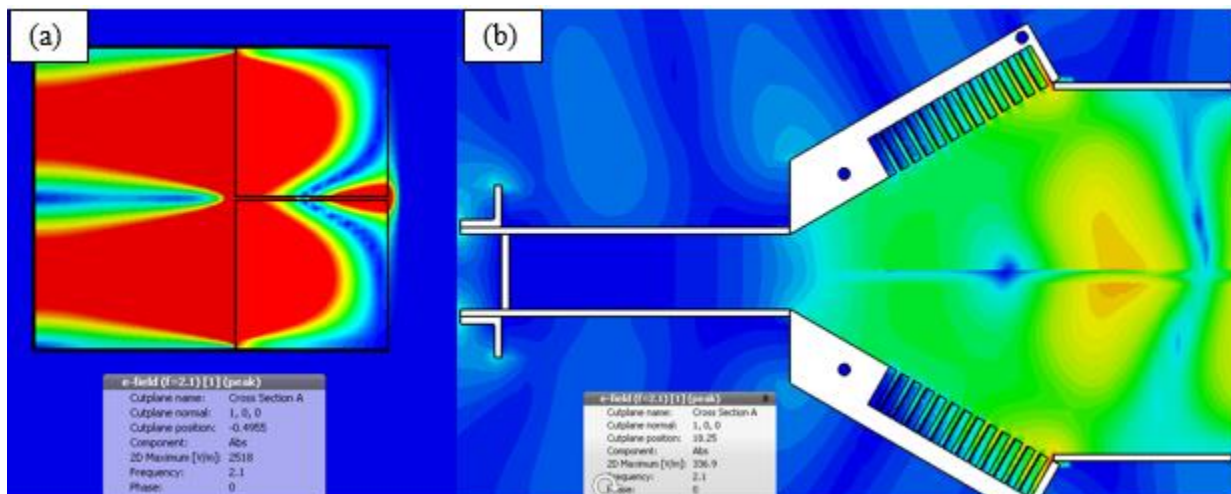 (a)
(b)
e-field (f=2.1) [1] (peak)
Cutplane name: Cross Section A
Cutplane normal: 1, 0, 0
Cutplane position: -0.4955
Component: Abs
2D Maximum [V/m]: 2518
Frequency: 2.1
Phase: 0
e-field (f=2.1) [1] (peak)
Cutplane name: Cross Section A
Cutplane normal: 1, 0, 0
Cutplane position: 10.25
Component: Abs
2D Maximum [V/m]: 336.9
Frequency: 2.1
Phase: 0